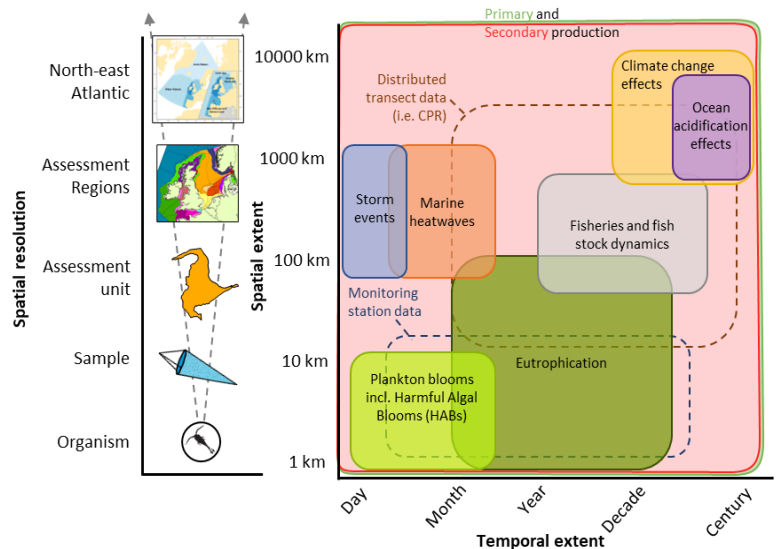 Primary and
Secondary production
North-east
Atlantic
Assessment
Regions
Assessment
unit
Sample
Organism
Spatial resolution
Spatial extent
10000 km
1000 km
100 km
10 km
1 km
Distributed
transect data
(i.e. CPR)
Climate change
effects
Ocean
acidification
effects
Storm
events
Marine
heatwaves
Fisheries and fish
stock dynamics
Monitoring
station data
Eutrophication
Plankton blooms
incl. Harmful Algal
Blooms (HABs)
Day
Month
Year
Decade
Century
Temporal extent